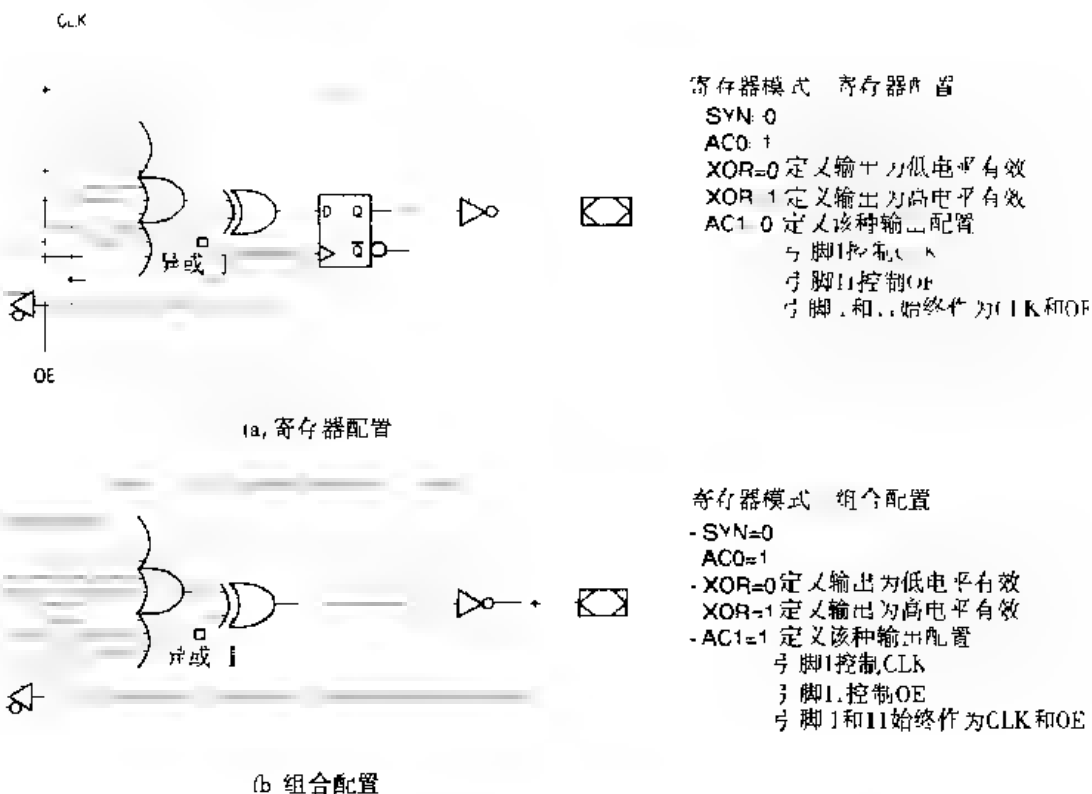 CLK
寄存器模式 寄存器配置
SYN=0
AC0=1
XOR=0定义输出为低电平有效
XOR=1定义输出为高电平有效
AC1=0 定义该种输出配置
引脚1控制CLK
引脚11控制OE
引脚1和11始终作为CLK和OE
D Q
Q
异或
OE
(a) 寄存器配置
寄存器模式 组合配置
- SYN=0
AC0=1
- XOR=0定义输出为低电平有效
XOR=1定义输出为高电平有效
- AC1=1 定义该种输出配置
引脚1控制CLK
引脚11控制OE
引脚1和11始终作为CLK和OE
异或
(b 组合配置